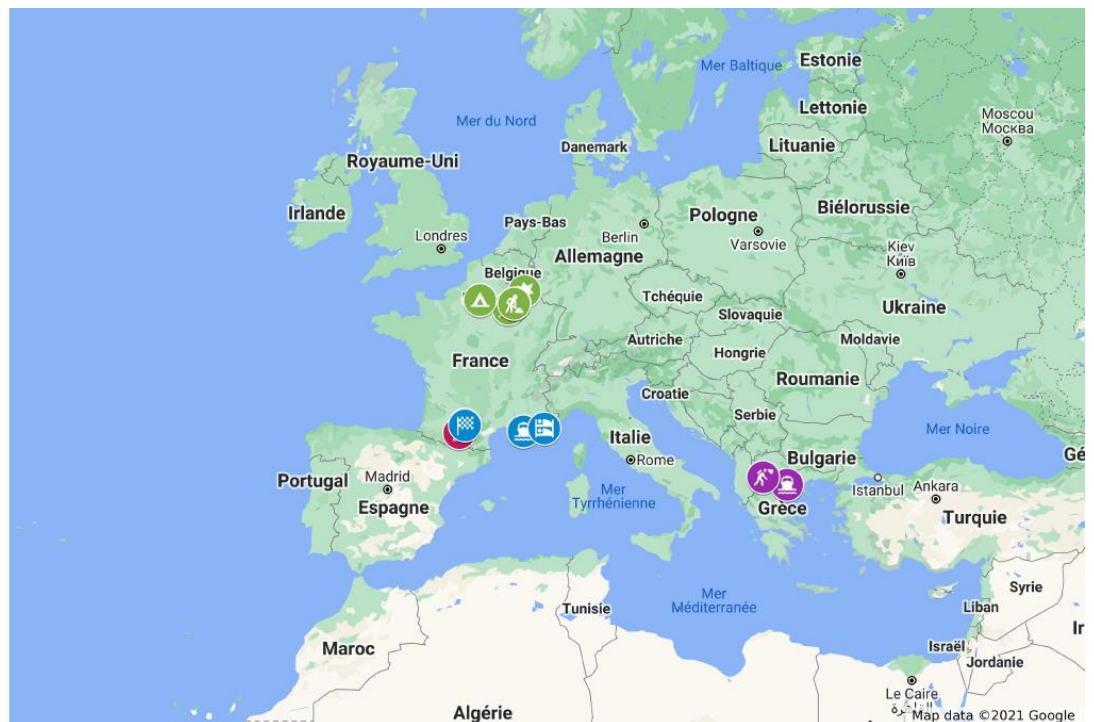 Estonie
Mer Baltique
Lettonie
Moscou
Москва
Mer du Nord
Danemark
Lituanie
Royaume-Uni
Irlande
Biélorussie
Pologne
Pays-Bas
Londres
Berlin
Varsovie
Kiev
Київ
Allemagne
Belgique
Tchéquie
Ukraine
Slovaquie
Autriche
Moldavie
Hongrie
France
Roumanie
Croatie
Serbie
Mer Noire
Italie
Bulgarie
Gé
Rome
Madrid
Portugal
Istanbul
Ankara
Mer
Tyrrhénienne
Espagne
Grèce
Turquie
Syrie
Mer
Méditerranée
Tunisie
Liban
Ir
Maroc
Israël
Jordanie
Le Caire
Algérie
Map data ©2021 Google